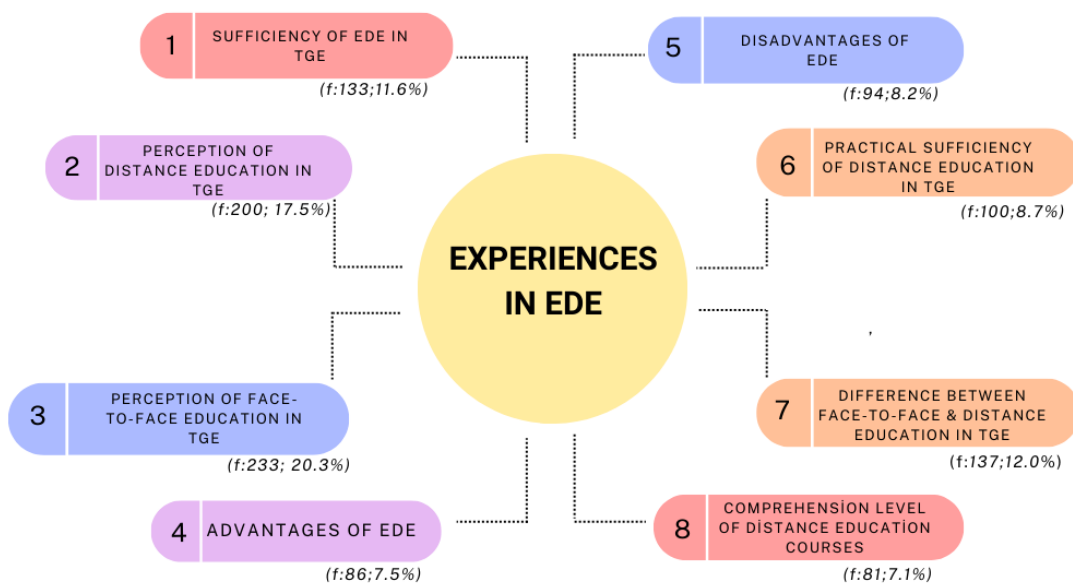 1
SUFFICIENCY OF EDE IN
TGE
(f:133;11.6%)
2
PERCEPTION OF
DISTANCE EDUCATION IN
TGE
(f:200; 17.5%)
3
PERCEPTION OF FACE-
TO-FACE EDUCATION IN
TGE
(f:233; 20.3%)
4
ADVANTAGES OF EDE
(f:86;7.5%)
EXPERIENCES
IN EDE
5
DISADVANTAGES OF
EDE
(f:94;8.2%)
6
PRACTICAL SUFFICIENCY
OF DISTANCE EDUCATION
IN TGE
(f:100;8.7%)
,
7
DIFFERENCE BETWEEN
FACE-TO-FACE & DISTANCE
EDUCATION IN TGE
(f:137;12.0%)
8
COMPREHENSİON LEVEL
OF DİSTANCE EDUCATİON
COURSES
(f:81;7.1%)